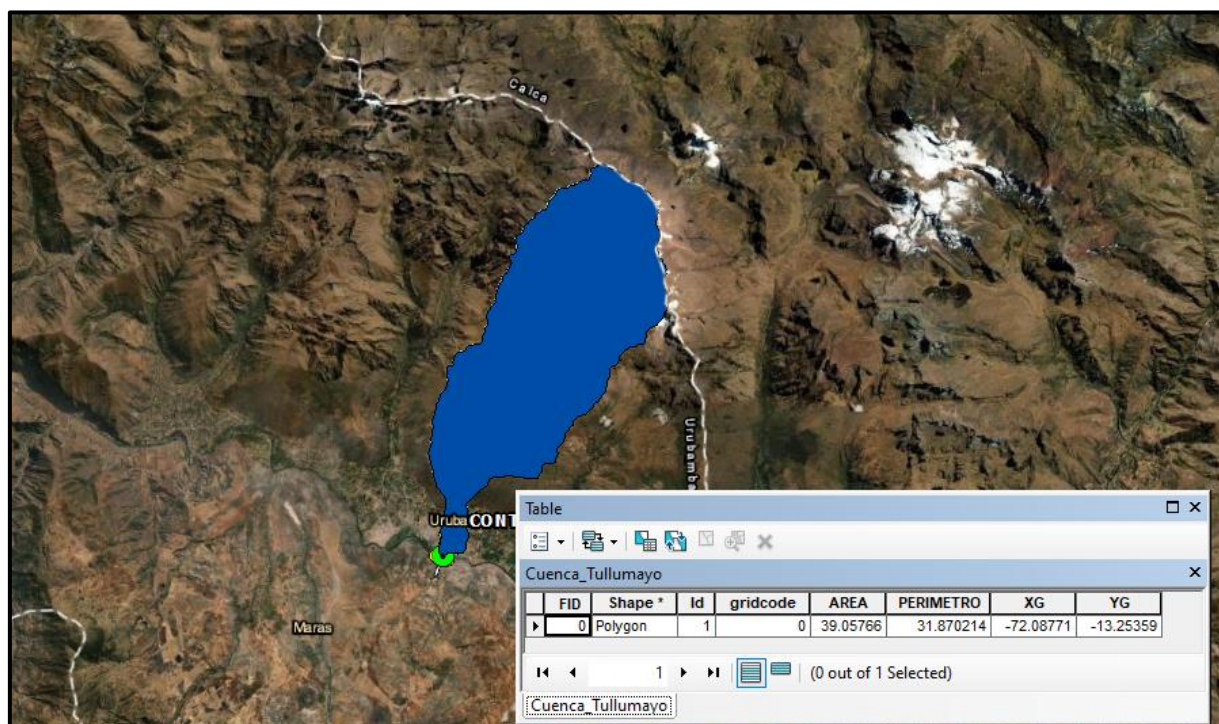 Calca
Urubamba
Uruba
CONT
Maras
Table
Cuenca_Tullumayo
FID Shape * Id gridcode AREA PERIMETRO XG YG
0 Polygon 1 0 39.05766 31.870214 -72.08771 -13.25359
1 (0 out of 1 Selected)
Cuenca_Tullumayo